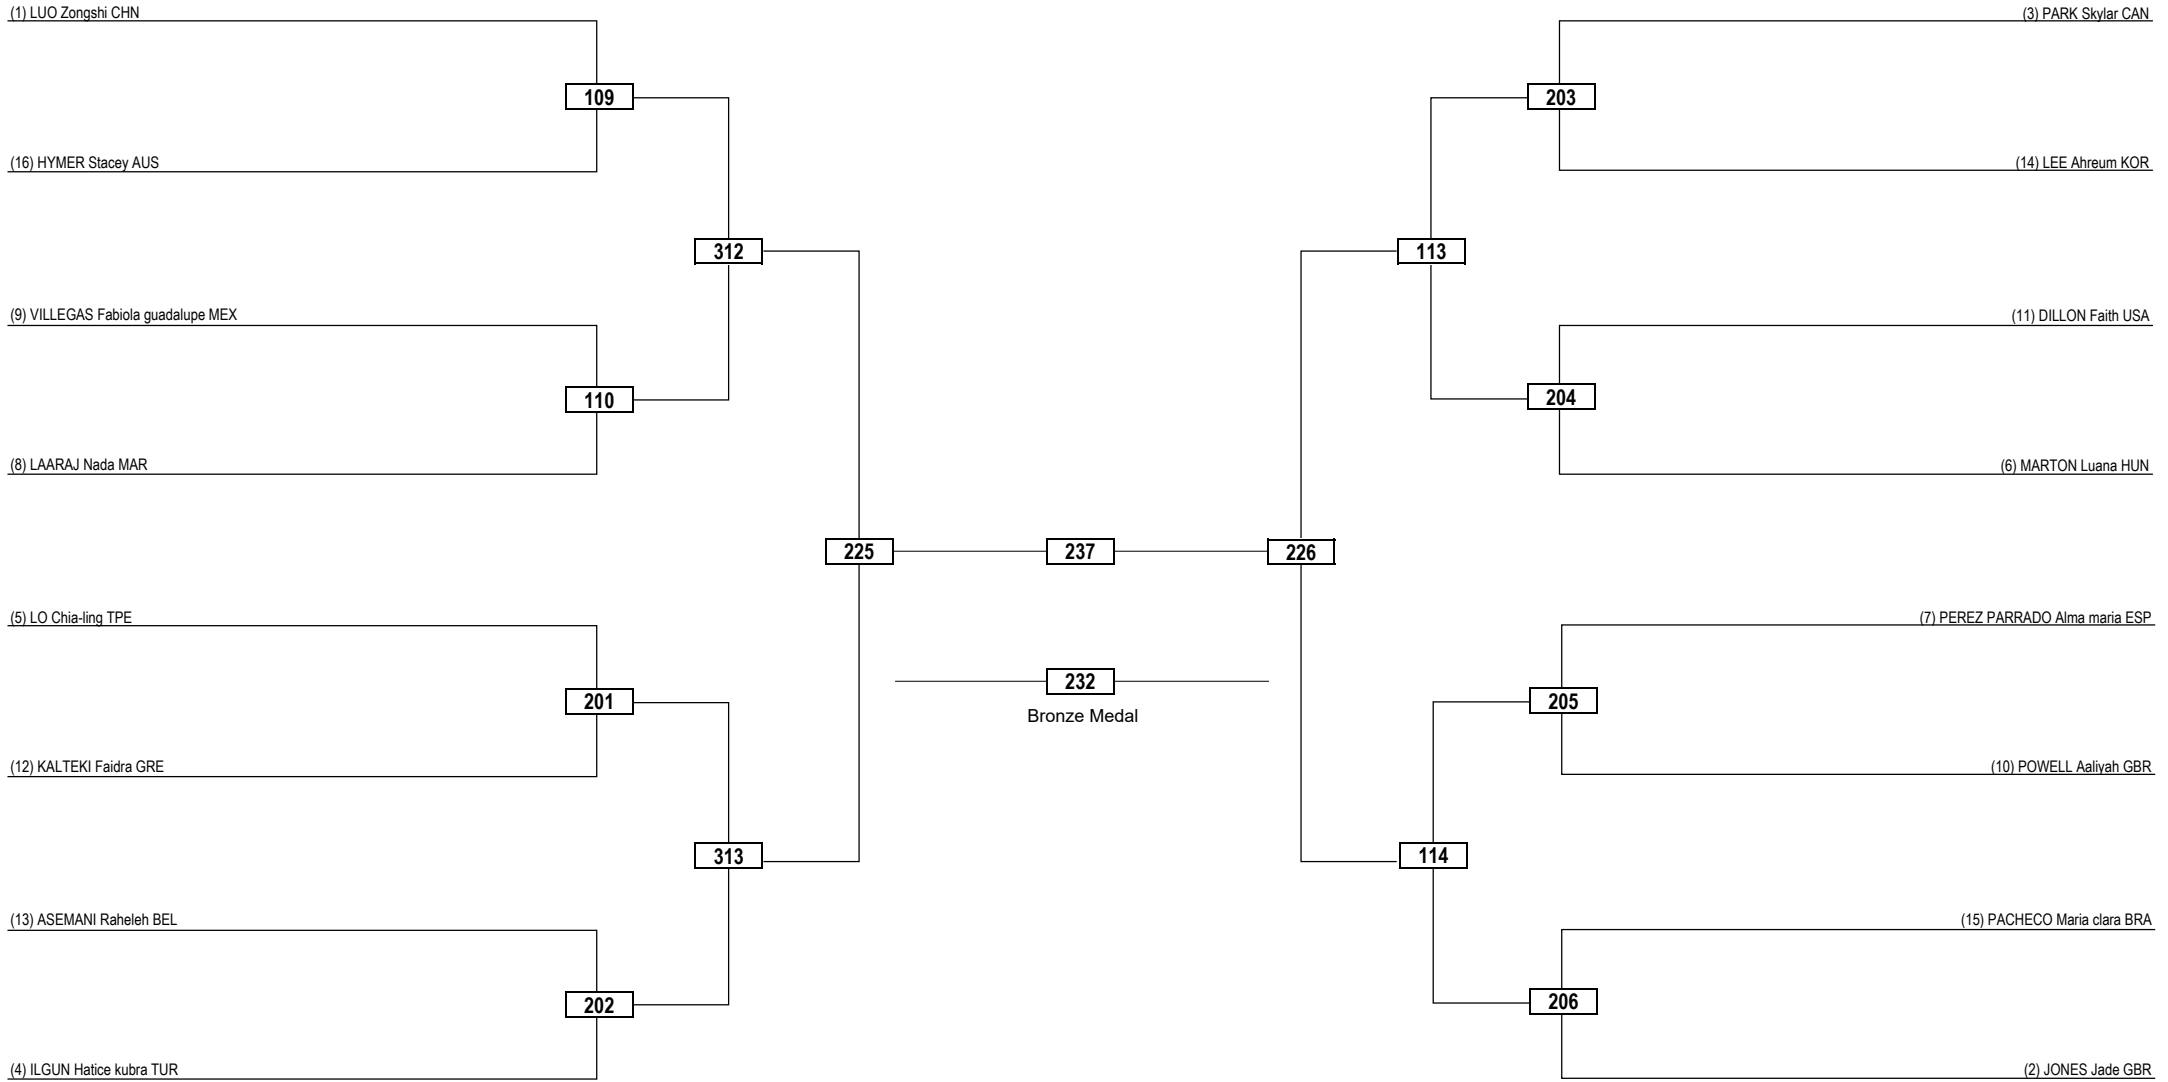 (1) LUO Zongshi CHN
109
(16) HYMER Stacey AUS
312
(9) VILLEGAS Fabiola guadalupe MEX
110
(8) LAARAJ Nada MAR
225
(5) LO Chia-ling TPE
201
(12) KALTEKI Faidra GRE
313
(13) ASEMANI Raheleh BEL
202
(4) ILGUN Hatice kubra TUR
237
232
Bronze Medal
(3) PARK Skylar CAN
203
(14) LEE Ahreum KOR
113
(11) DILLON Faith USA
204
(6) MARTON Luana HUN
226
(7) PEREZ PARRADO Alma maria ESP
205
(10) POWELL Aaliyah GBR
114
(15) PACHECO Maria clara BRA
206
(2) JONES Jade GBR